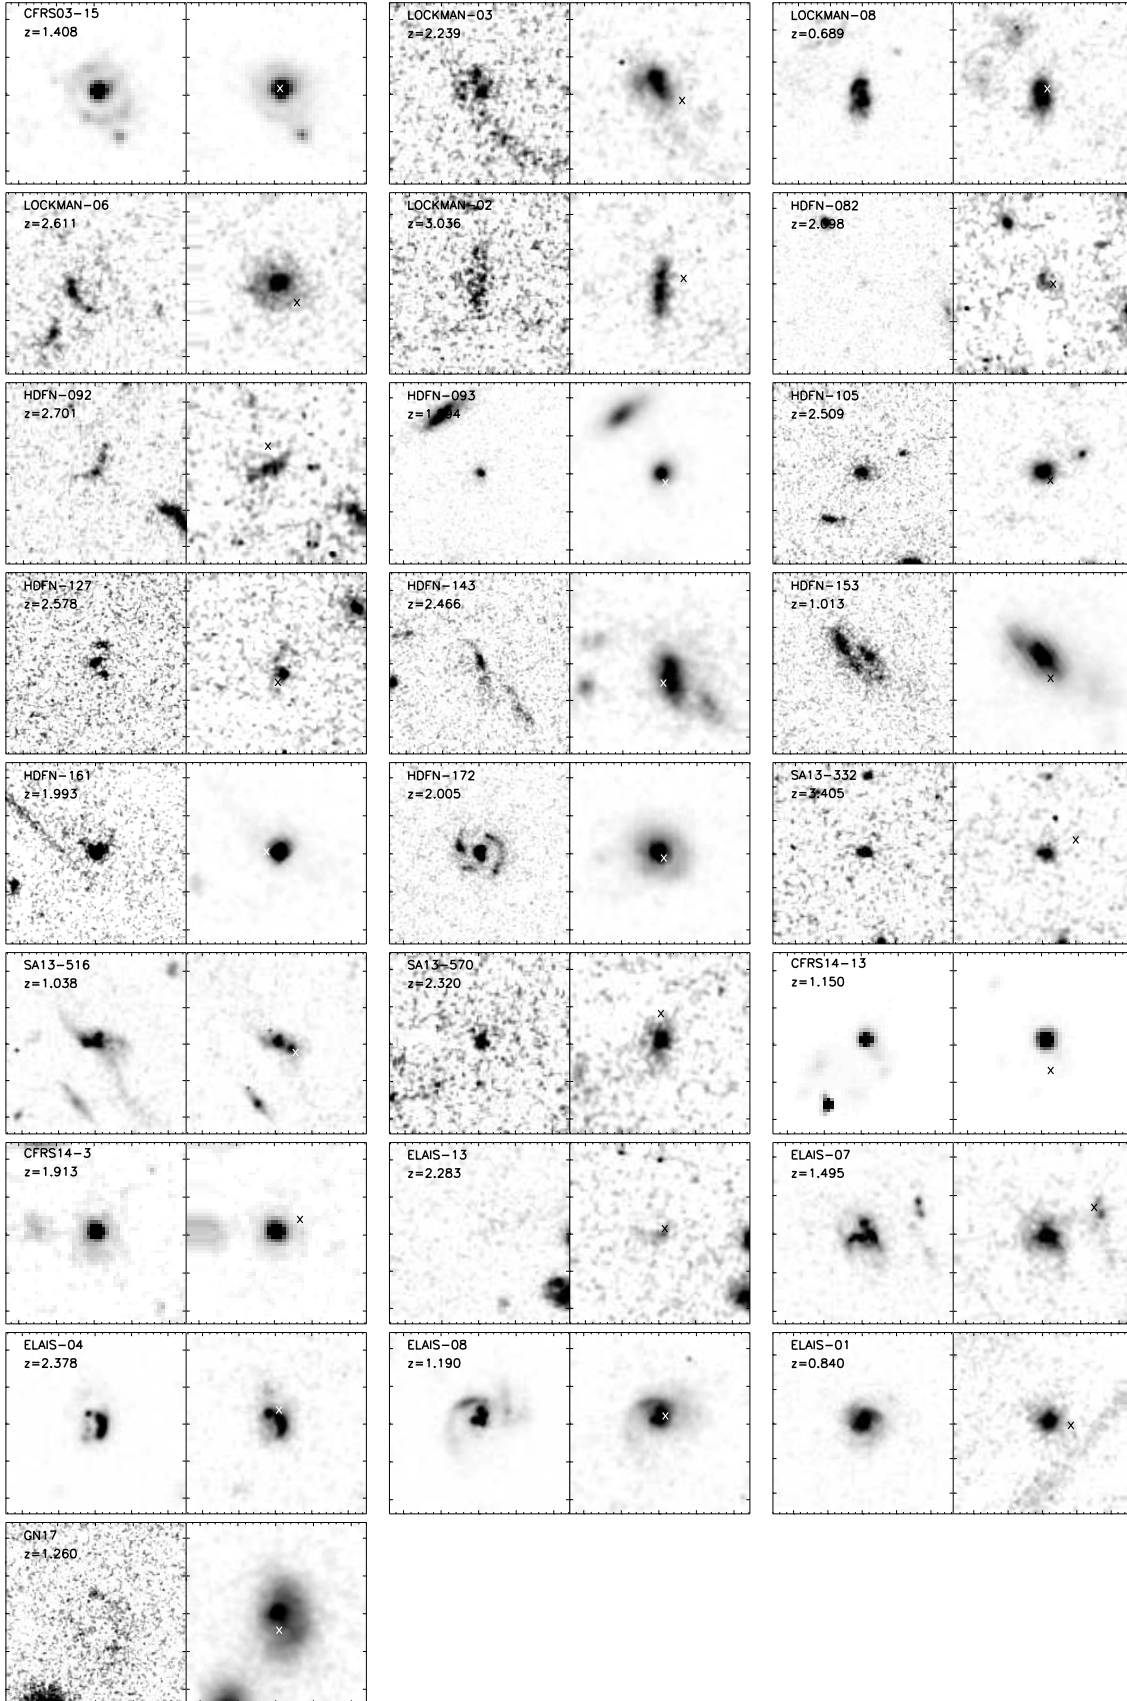 CFRS03-15
z=1.408
LOCKMAN-03
z=2.239
LOCKMAN-08
z=0.689
LOCKMAN-06
z=2.611
LOCKMAN-02
z=3.036
HDFN-082
z=2.098
HDFN-092
z=2.701
HDFN-093
HDFN-105
z=2.509
HDFN-127
z=2.578
HDFN-143
z=2.466
HDFN-153
z=1.013
HDFN-161
z=1.993
HDFN-172
z=2.005
SA13-332
z=3.405
SA13-516
z=1.038
SA13-570
z=2.320
CFRS14-13
z=1.150
CFRS14-3
z=1.913
ELAIS-13
z=2.283
ELAIS-07
z=1.495
ELAIS-04
z=2.378
ELAIS-08
z=1.190
ELAIS-01
z=0.840
GN17
z=1.260